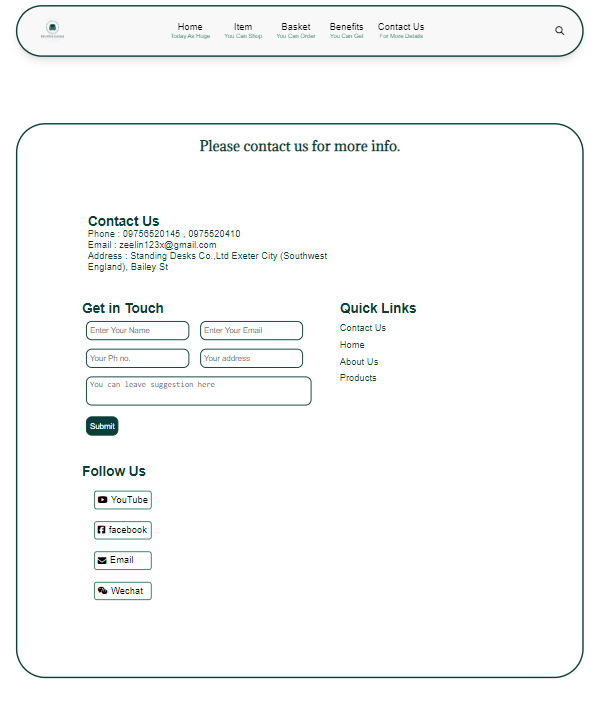 Home Item Basket Benefits Contact Us
Today As Huge You Can Shop You Can Order You Can Get For More Details
Please contact us for more info.
Contact Us
Phone : 09756520145 , 0975520410
Email : zeelin123x@gmail.com
Address : Standing Desks Co.,Ltd Exeter City (Southwest
England), Bailey St
Get in Touch
Enter Your Name Enter Your Email
Your Ph no. Your address
You can leave suggestion here
Submit
Quick Links
Contact Us
Home
About Us
Products
Follow Us
YouTube
facebook
Email
Wechat